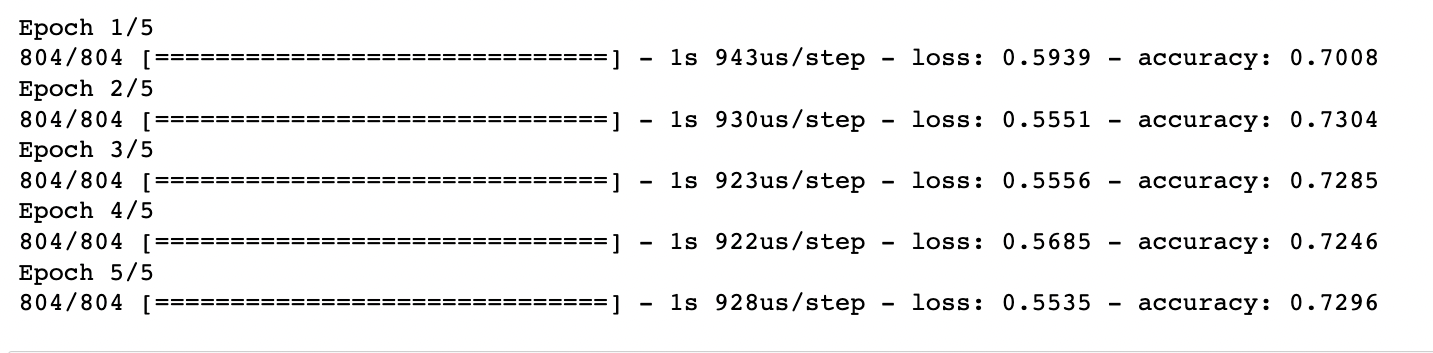 Epoch 1/5
804/804 [==============================] - 1s 943us/step - loss: 0.5939 - accuracy: 0.7008
Epoch 2/5
804/804 [==============================] - 1s 930us/step - loss: 0.5551 - accuracy: 0.7304
Epoch 3/5
804/804 [==============================] - 1s 923us/step - loss: 0.5556 - accuracy: 0.7285
Epoch 4/5
804/804 [==============================] - 1s 922us/step - loss: 0.5685 - accuracy: 0.7246
Epoch 5/5
804/804 [==============================] - 1s 928us/step - loss: 0.5535 - accuracy: 0.7296